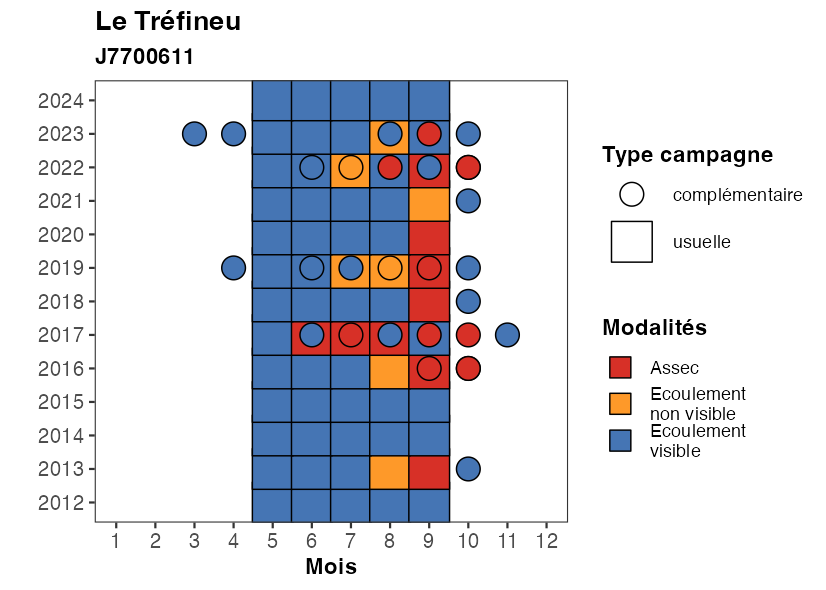 Le Tréfineu
J7700611
2024
2023
2022
2021
2020
2019
2018
2017
2016
2015
2014
2013
2012
1 2 3 4 5 6 7 8 9 10 11 12
Mois
Type campagne
complémentaire
usuelle
Modalités
Assec
Ecoulement
non visible
Ecoulement
visible